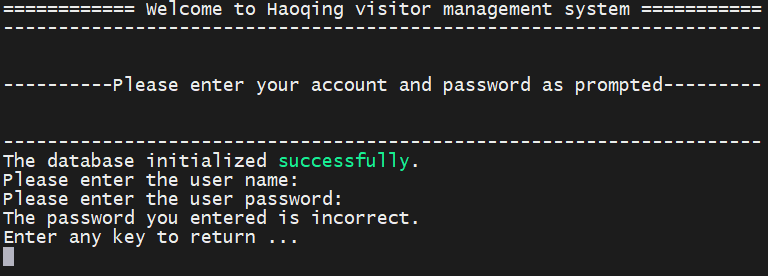 ============ Welcome to Haoqing visitor management system ===========
---------------------------------------------------------------------
----------Please enter your account and password as prompted---------
---------------------------------------------------------------------
The database initialized successfully.
Please enter the user name:
Please enter the user password:
The password you entered is incorrect.
Enter any key to return ...